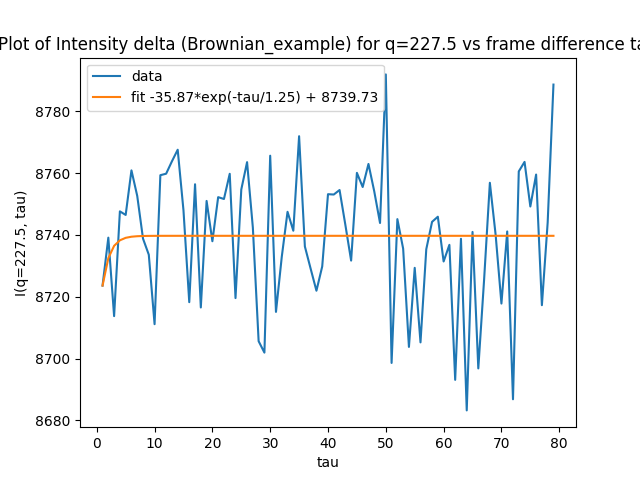 Plot of Intensity delta (Brownian_example) for q=227.5 vs frame difference ta
data
fit -35.87*exp(-tau/1.25) + 8739.73
I(q=227.5, tau)
8780
8760
8740
8720
8700
8680
0 10 20 30 40 50 60 70 80
tau